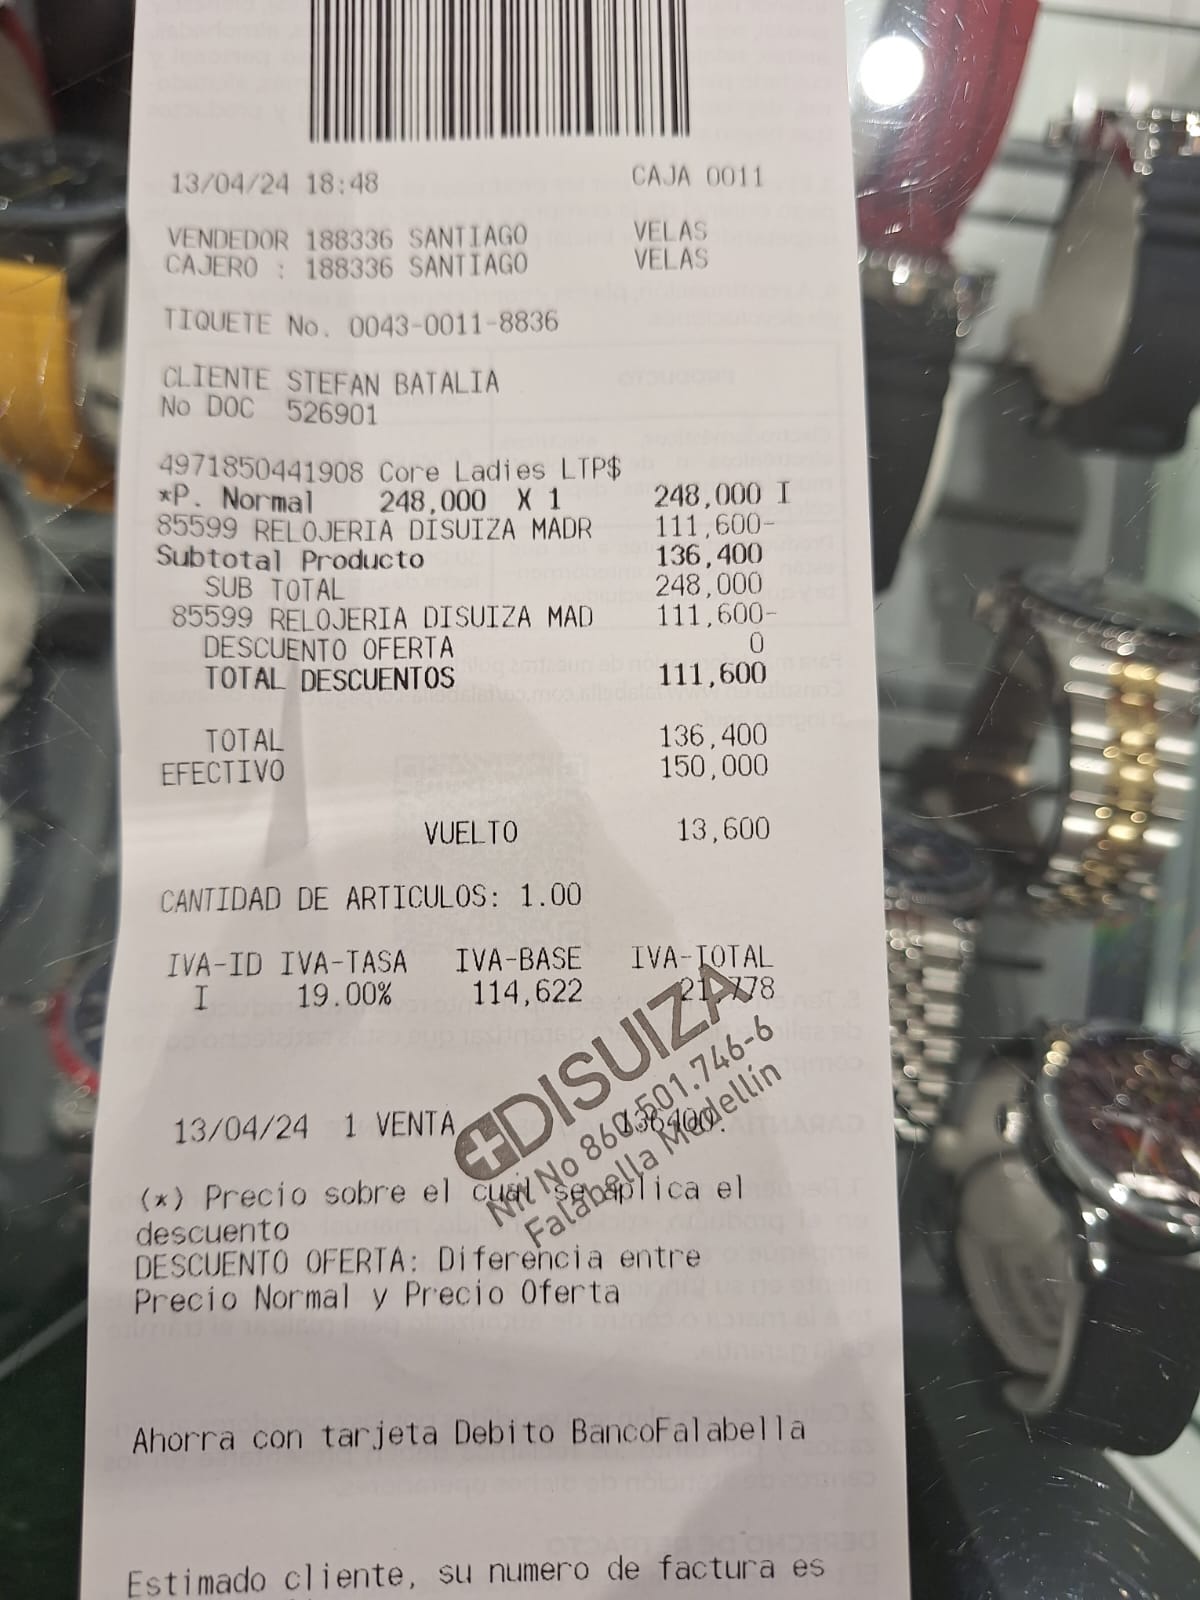 13/04/24 18:48 CAJA 0011
VENDEDOR 188336 SANTIAGO VELAS
CAJERO : 188336 SANTIAGO VELAS
TIQUETE No. 0043-0011-8836
CLIENTE STEFAN BATALIA
No DOC 526901
4971850441908 Core Ladies LTP$
*P. Normal 248,000 X 1 248,000 I
85599 RELOJERIA DISUIZA MADR 111,600-
Subtotal Producto 136,400
SUB TOTAL 248,000
85599 RELOJERIA DISUIZA MAD 111,600-
DESCUENTO OFERTA 0
TOTAL DESCUENTOS 111,600
TOTAL 136,400
EFECTIVO 150,000
VUELTO 13,600
CANTIDAD DE ARTICULOS: 1.00
IVA-ID IVA-TASA IVA-BASE IVA-TOTAL
I 19.00% 114,622 21,778
DISUIZA
Nit No 860.501.746-6
Falabella Medellín
13/04/24 1 VENTA 136400.
(*) Precio sobre el cual se aplica el
descuento
DESCUENTO OFERTA: Diferencia entre
Precio Normal y Precio Oferta
Ahorra con tarjeta Debito BancoFalabella
Estimado cliente, su numero de factura es